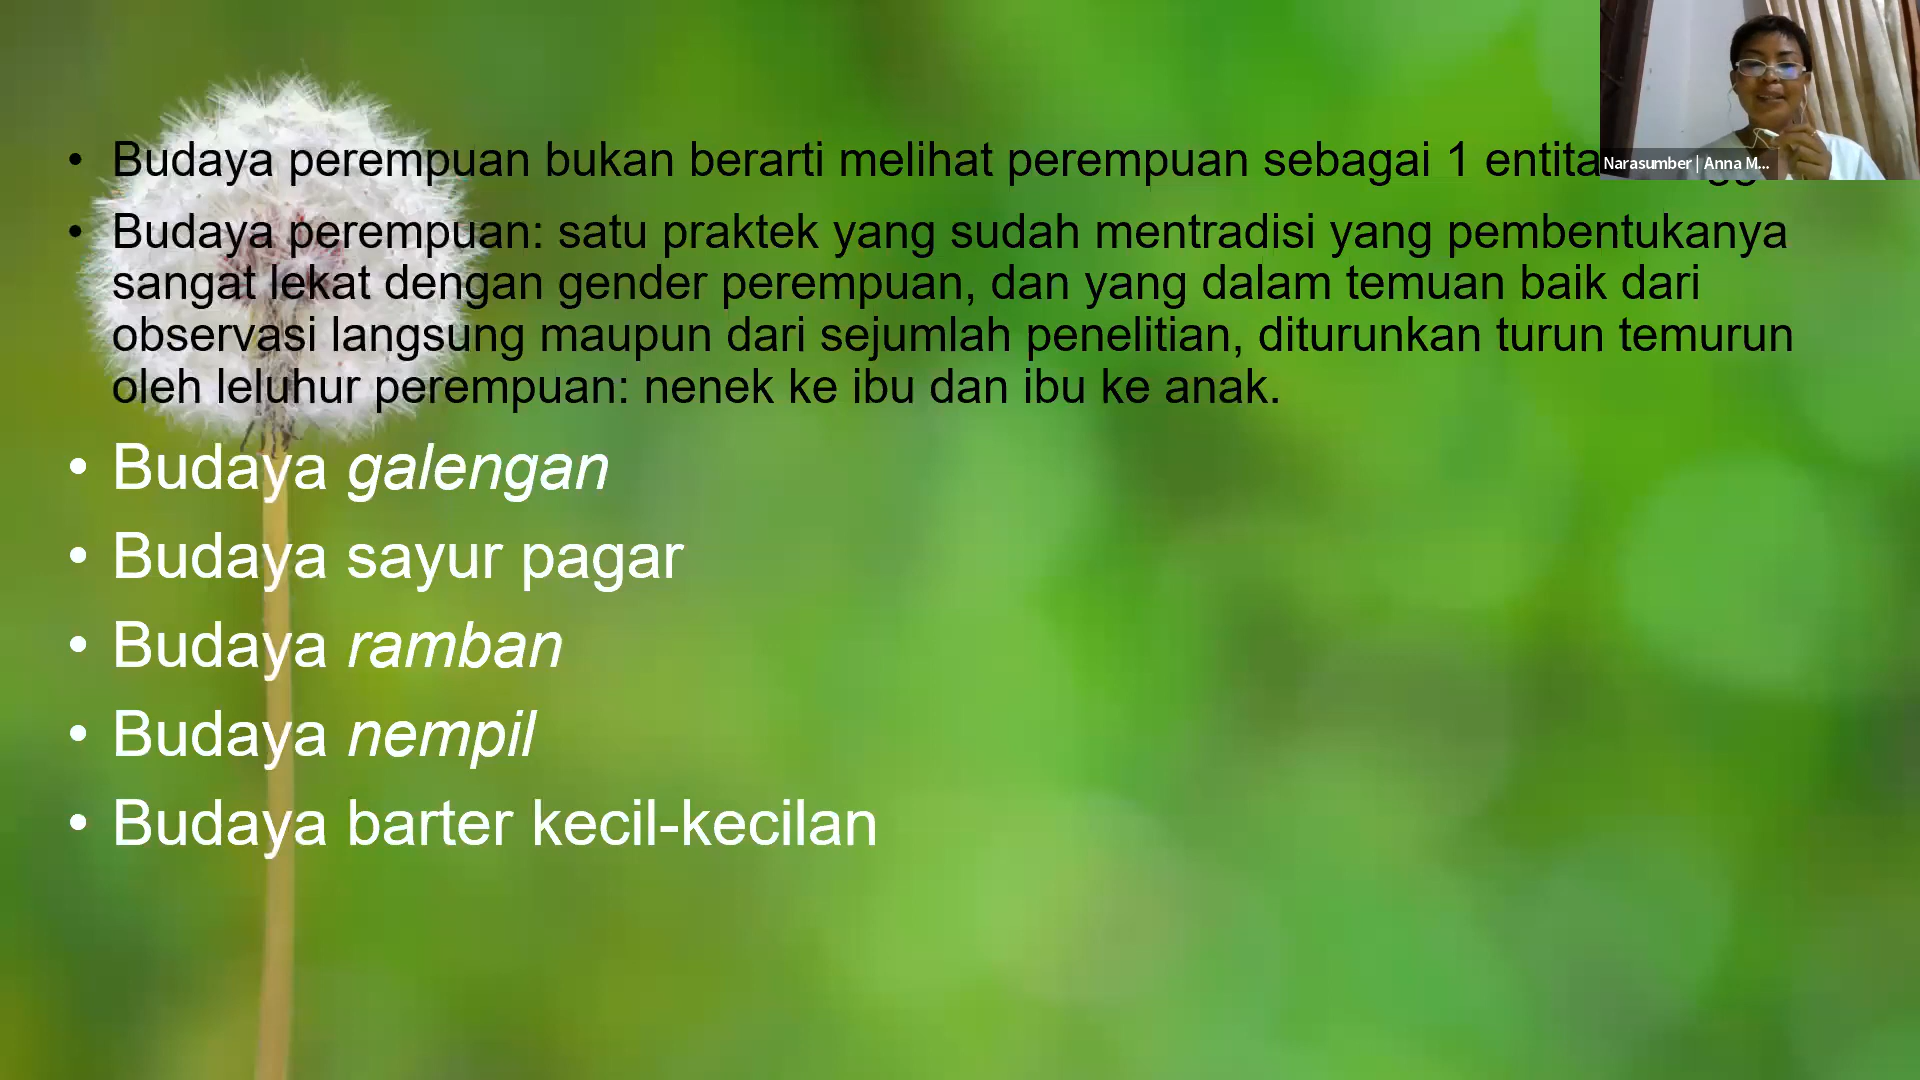 • Budaya perempuan bukan berarti melihat perempuan sebagai 1
• Budaya perempuan: satu praktek yang sudah mentradisi yang pembentukanya
sangat lekat dengan gender perempuan, dan yang dalam temuan baik dari
observasi langsung maupun dari sejumlah penelitian, diturunkan turun temurun
oleh leluhur perempuan: nenek ke ibu dan ibu ke anak.
• Budaya galengan
• Budaya sayur pagar
• Budaya ramban
• Budaya nempil
• Budaya barter kecil-kecilan
Narasumber | Anna M...